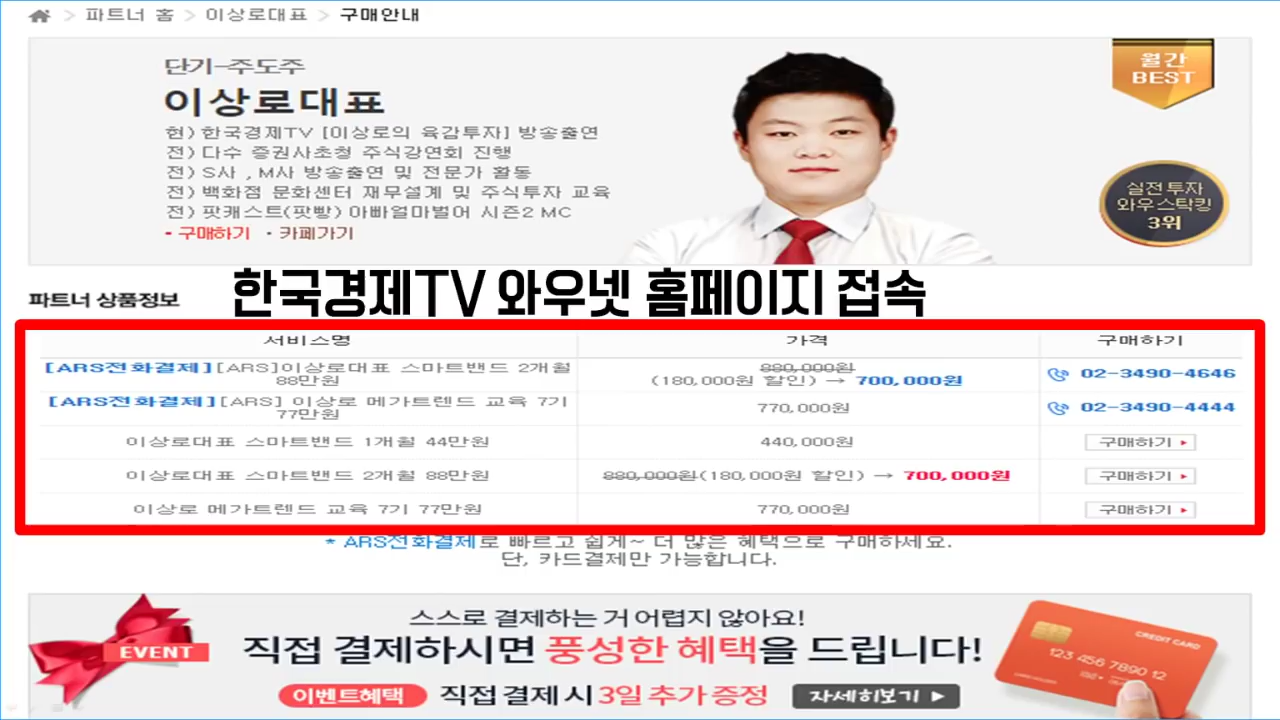 파트너 홈 > 이상로대표 > 구매안내
단기-주도주
이상로대표
현) 한국경제TV [이상로의 육감투자] 방송출연
전) 다수 증권사초청 주식강연회 진행
전) S사 , M사 방송출연 및 전문가 활동
전) 백화점 문화센터 재무설계 및 주식투자 교육
전) 팟캐스트(팟빵) 아빠얼마벌어 시즌2 MC
• 구매하기 • 카페가기
월간
BEST
실전투자
와우스탁킹
3위
파트너 상품정보
한국경제TV 와우넷 홈페이지 접속
서비스명 가격 구매하기
[ARS전화결제][ARS]이상로대표 스마트밴드 2개월
88만원
880,000원
(180,000원 할인) → 700,000원
02-3490-4646
[ARS전화결제][ARS] 이상로 메가트렌드 교육 7기
77만원
770,000원
02-3490-4444
이상로대표 스마트밴드 1개월 44만원 440,000원 구매하기
이상로대표 스마트밴드 2개월 88만원 880,000원(180,000원 할인) → 700,000원 구매하기
이상로 메가트렌드 교육 7기 77만원 770,000원 구매하기
* ARS전화결제로 빠르고 쉽게~ 더 많은 혜택으로 구매하세요.
단, 카드결제만 가능합니다.
스스로 결제하는 거 어렵지 않아요!
EVENT
직접 결제하시면 풍성한 혜택을 드립니다!
이벤트혜택 직접 결제 시 3일 추가 증정 자세히보기 ▶
CREDIT CARD
123 456 7890 12